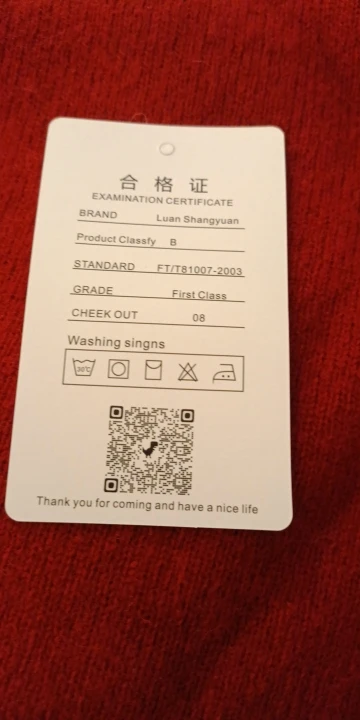 合格证
EXAMINATION CERTIFICATE
BRAND Luan Shangyuan
Product Classfy B
STANDARD FT/T81007-2003
GRADE First Class
CHEEK OUT 08
Washing singns
30℃
Thank you for coming and have a nice life